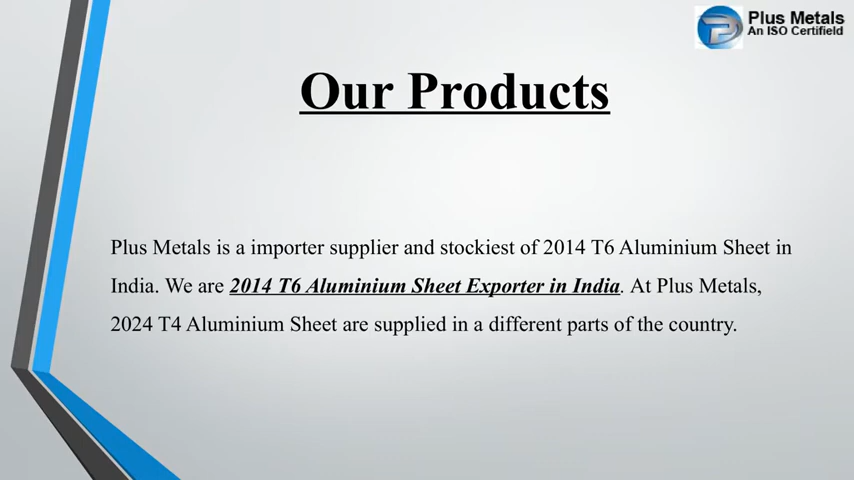 Plus Metals
An ISO Certifield
Our Products
Plus Metals is a importer supplier and stockiest of 2014 T6 Aluminium Sheet in
India. We are 2014 T6 Aluminium Sheet Exporter in India. At Plus Metals,
2024 T4 Aluminium Sheet are supplied in a different parts of the country.